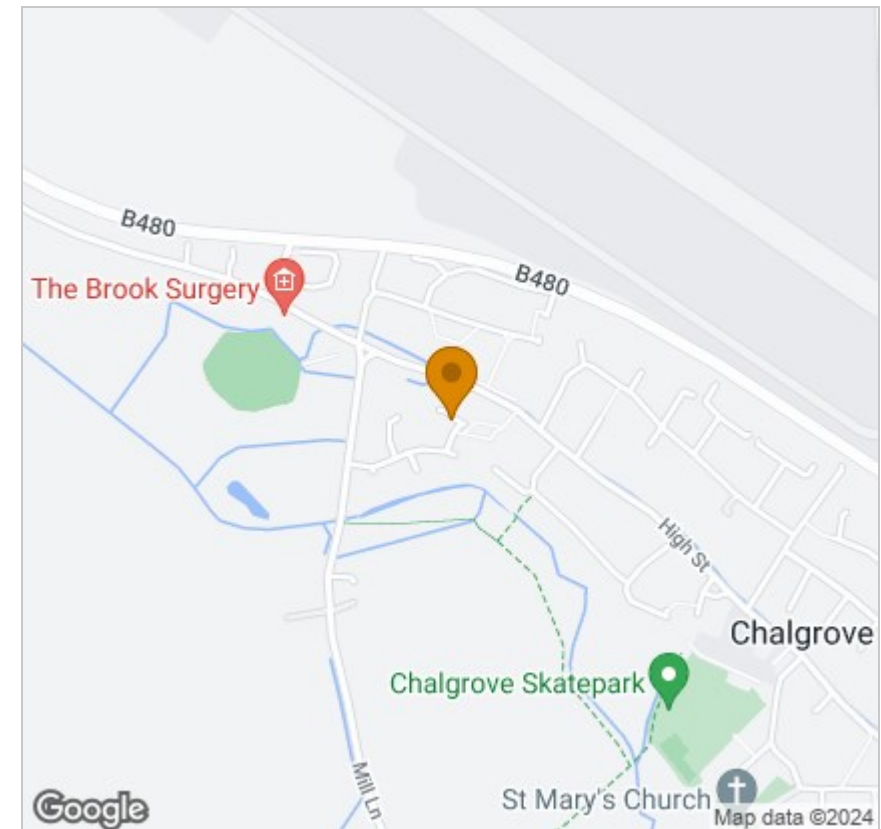 B480
B480
The Brook Surgery
High St
Chalgrove
Chalgrove Skatepark
Mill Ln
St Mary's Church
Google
Map data ©2024